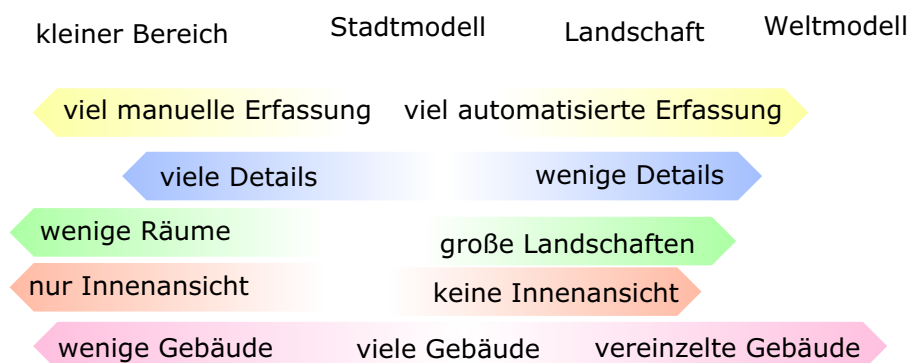 kleiner Bereich Stadtmodell Landschaft Weltmodell
viel manuelle Erfassung viel automatisierte Erfassung
viele Details wenige Details
wenige Räume große Landschaften
nur Innenansicht keine Innenansicht
wenige Gebäude viele Gebäude vereinzelte Gebäude